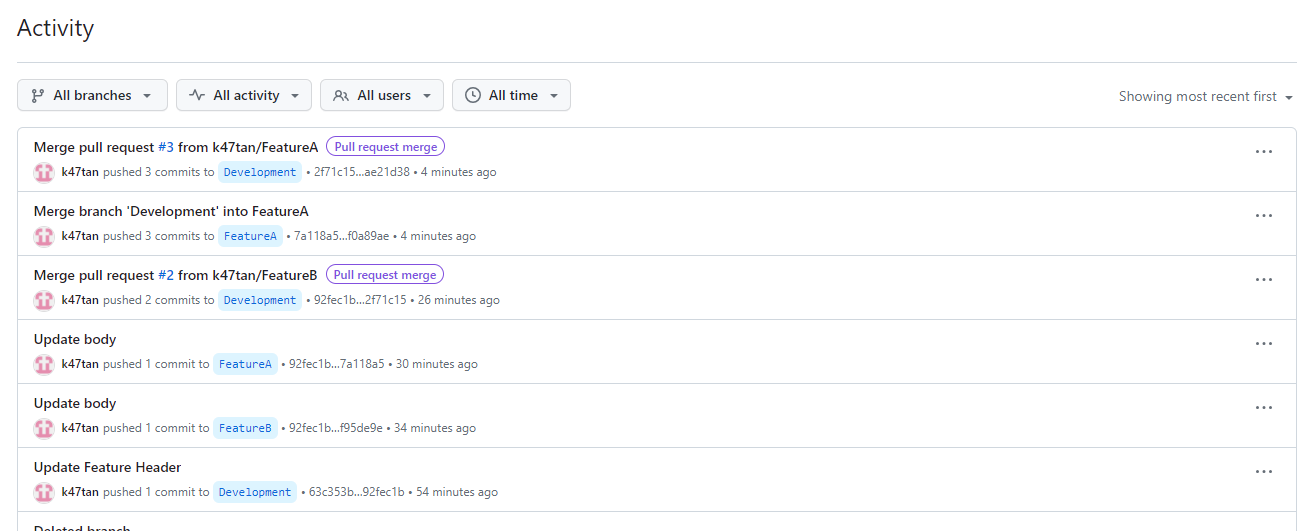 Activity
All branches All activity All users All time Showing most recent first
Merge pull request #3 from k47tan/FeatureA Pull request merge
k47tan pushed 3 commits to Development • 2f71c15...ae21d38 • 4 minutes ago
Merge branch 'Development' into FeatureA
k47tan pushed 3 commits to FeatureA • 7a118a5...f0a89ae • 4 minutes ago
Merge pull request #2 from k47tan/FeatureB Pull request merge
k47tan pushed 2 commits to Development • 92fec1b...2f71c15 • 26 minutes ago
Update body
k47tan pushed 1 commit to FeatureA • 92fec1b...7a118a5 • 30 minutes ago
Update body
k47tan pushed 1 commit to FeatureB • 92fec1b...f95de9e • 34 minutes ago
Update Feature Header
k47tan pushed 1 commit to Development • 63c353b...92fec1b • 54 minutes ago
Deleted branch